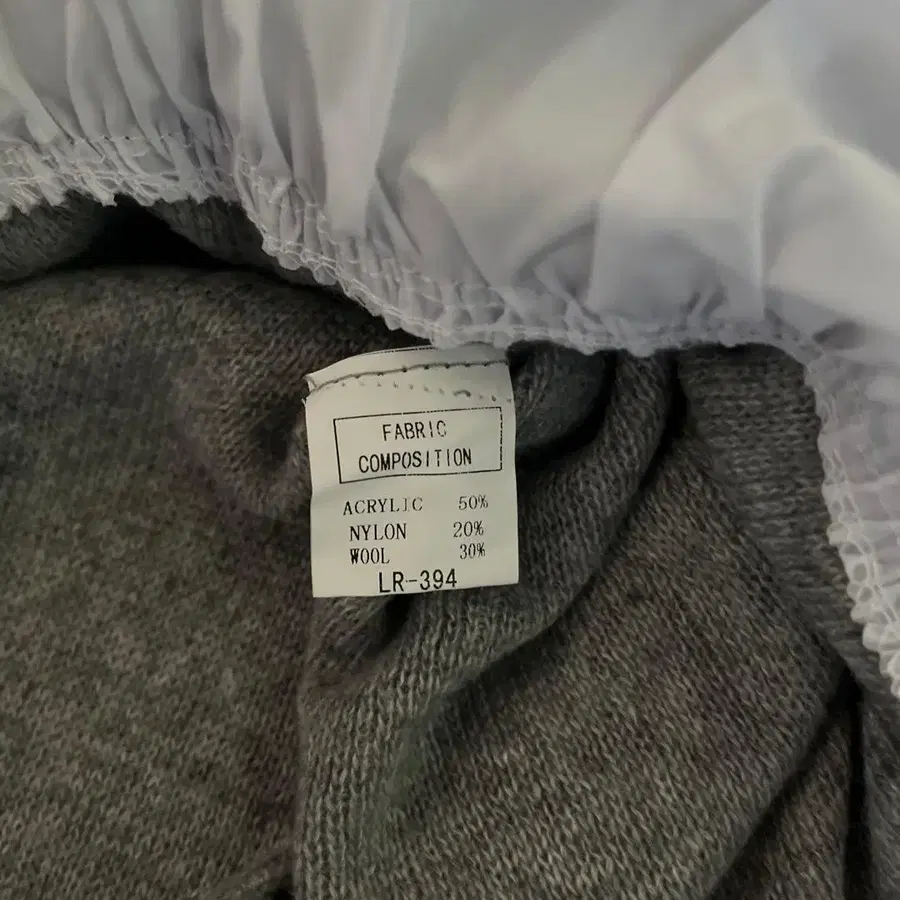 FABRIC
COMPOSITION
ACRYLIC 50%
NYLON 20%
WOOL 30%
LR-394